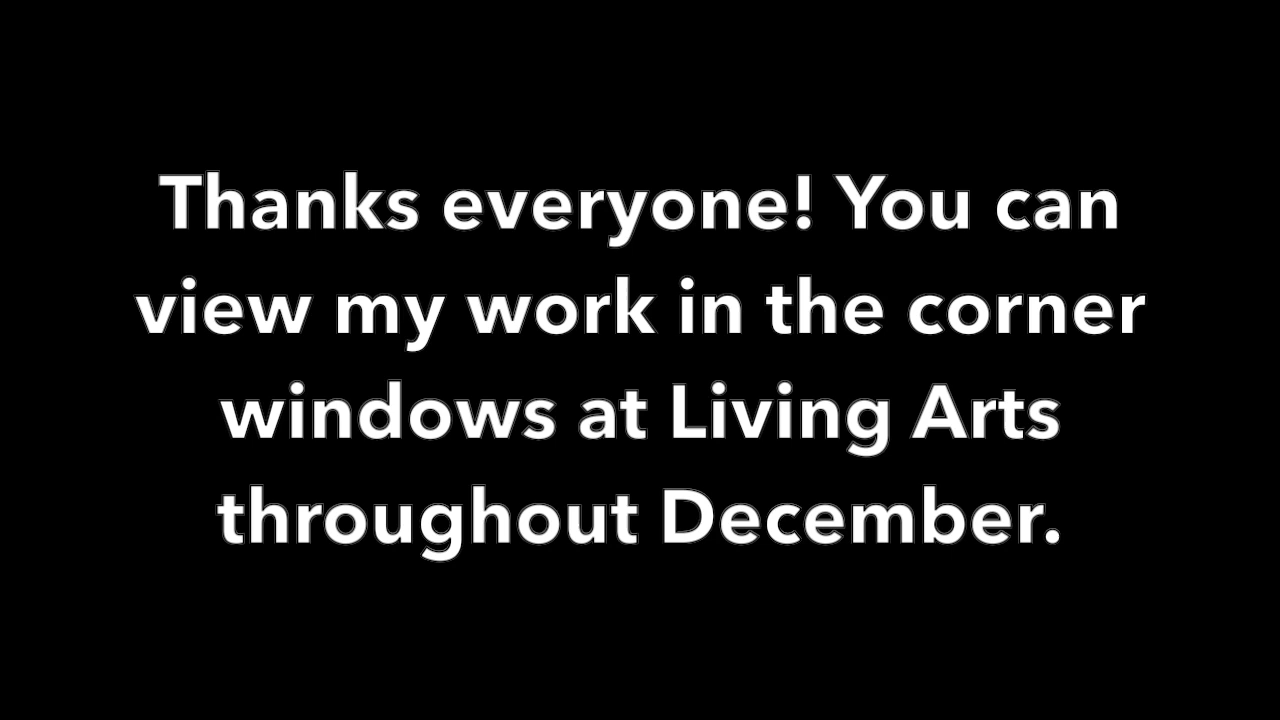 Thanks everyone! You can
view my work in the corner
windows at Living Arts
throughout December.